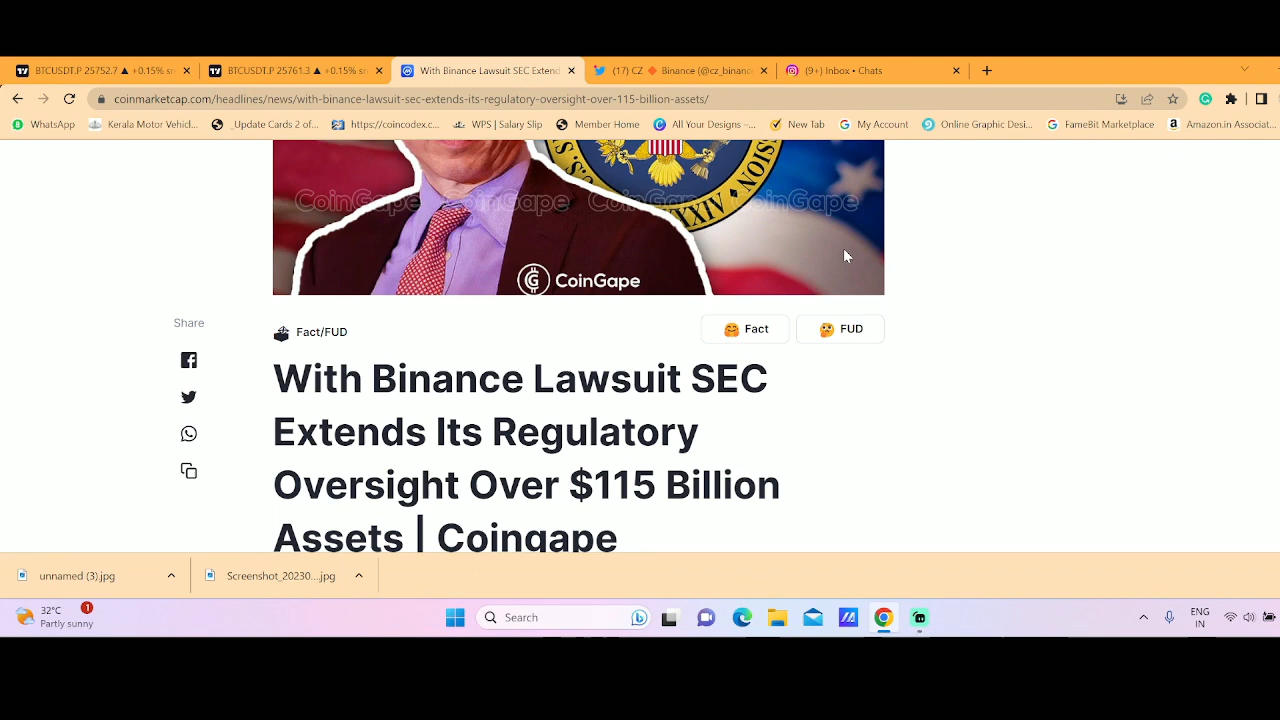 BTCUSDT.P 25752.7 ▲ +0.15%
BTCUSDT.P 25761.3 ▲ +0.15%
With Binance Lawsuit SEC Extend
(17) CZ 🔶 Binance (@cz_binanc
(9+) Inbox • Chats
coinmarketcap.com/headlines/news/with-binance-lawsuit-sec-extends-its-regulatory-oversight-over-115-billion-assets/
WhatsApp
Kerala Motor Vehicl...
_Update Cards 2 of...
https://coincodex.c...
WPS | Salary Slip
Member Home
All Your Designs –...
New Tab
My Account
Online Graphic Desi...
FameBit Marketplace
Amazon.in Associat...
CoinGape CoinGape CoinGape CoinGape
CoinGape
Share
Fact/FUD
Fact
FUD
With Binance Lawsuit SEC
Extends Its Regulatory
Oversight Over $115 Billion
Assets | Coingape
unnamed (3).jpg
Screenshot_20230....jpg
32°C
1
Partly sunny
Search
ENG
IN